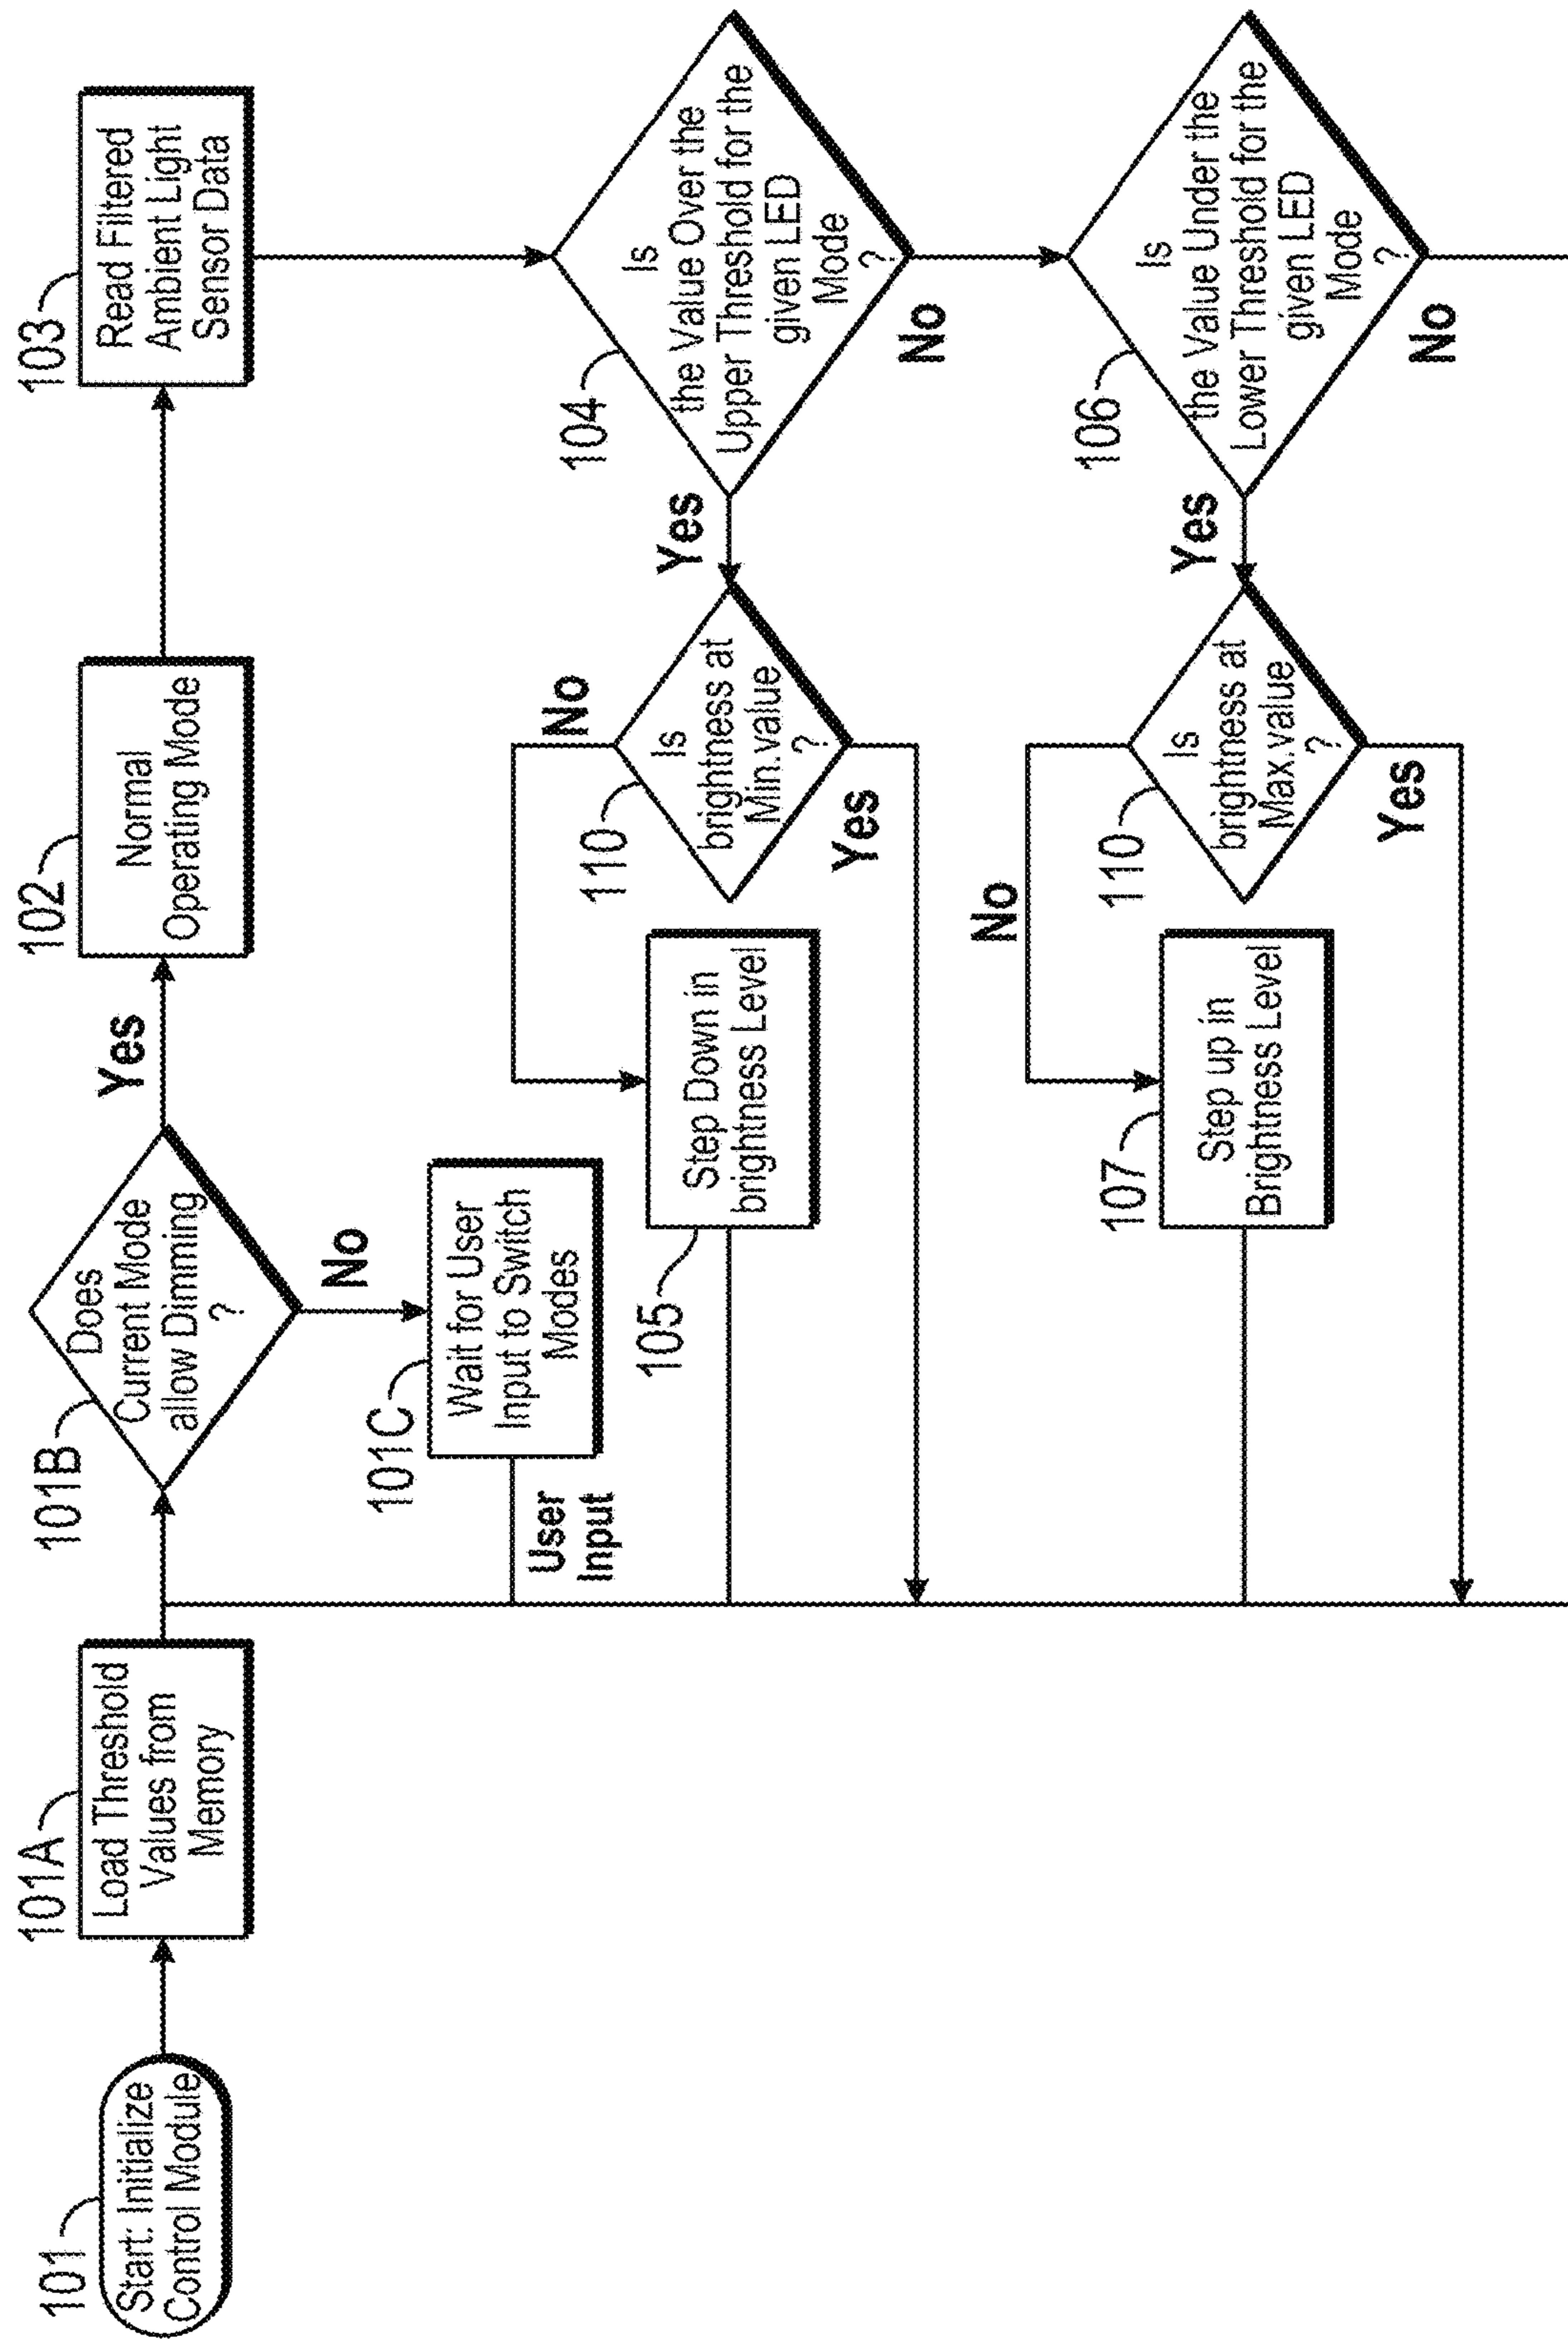 101
Start: Initialize
Control Module
101A
Load Threshold
Values from
Memory
101B
Does
Current Mode
allow Dimming
?
Yes
No
102
Normal
Operating Mode
103
Read Filtered
Ambient Light
Sensor Data
101C
Wait for User
Input to Switch
Modes
User
Input
104
Is
the Value Over the
Upper Threshold for the
given LED
Mode
?
Yes
No
110
Is
brightness at
Min.value
?
No
Yes
105
Step Down in
brightness Level
106
Is
the Value Under the
Lower Threshold for the
given LED
Mode
?
Yes
No
110
Is
brightness at
Max.value
?
No
Yes
107
Step up in
Brightness Level